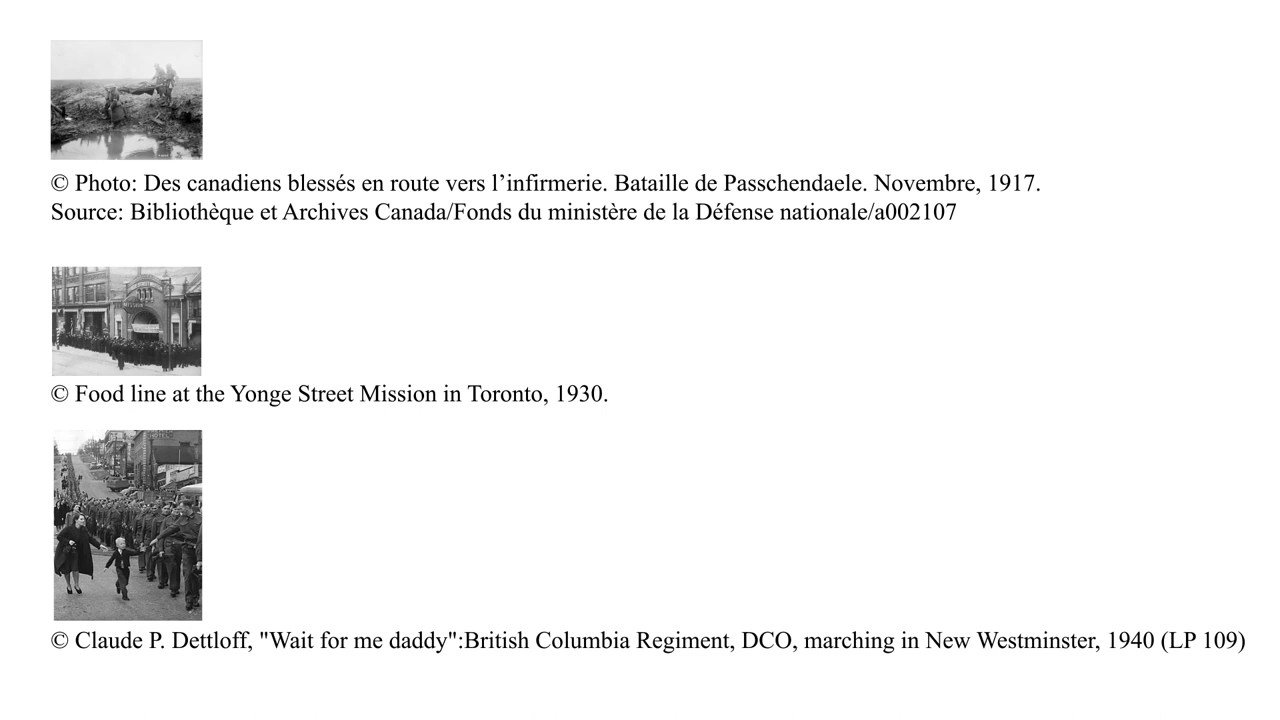 © Photo: Des canadiens blessés en route vers l’infirmerie. Bataille de Passchendaele. Novembre, 1917.
Source: Bibliothèque et Archives Canada/Fonds du ministère de la Défense nationale/a002107
© Food line at the Yonge Street Mission in Toronto, 1930.
© Claude P. Dettloff, "Wait for me daddy":British Columbia Regiment, DCO, marching in New Westminster, 1940 (LP 109)